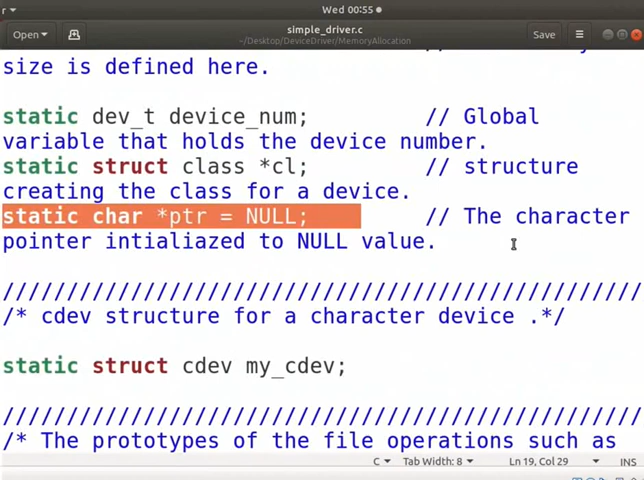 Wed 00:55
Open
simple_driver.c
~/Desktop/DeviceDriver/MemoryAllocation
Save
size is defined here.
static dev_t device_num; // Global
variable that holds the device number.
static struct class *cl; // structure
creating the class for a device.
static char *ptr = NULL; // The character
pointer intialiazed to NULL value.
//////////////////////////////////////////////////
/* cdev structure for a character device .*/
static struct cdev my_cdev;
//////////////////////////////////////////////////
/* The prototypes of the file operations such as
C Tab Width: 8 Ln 19, Col 29 INS